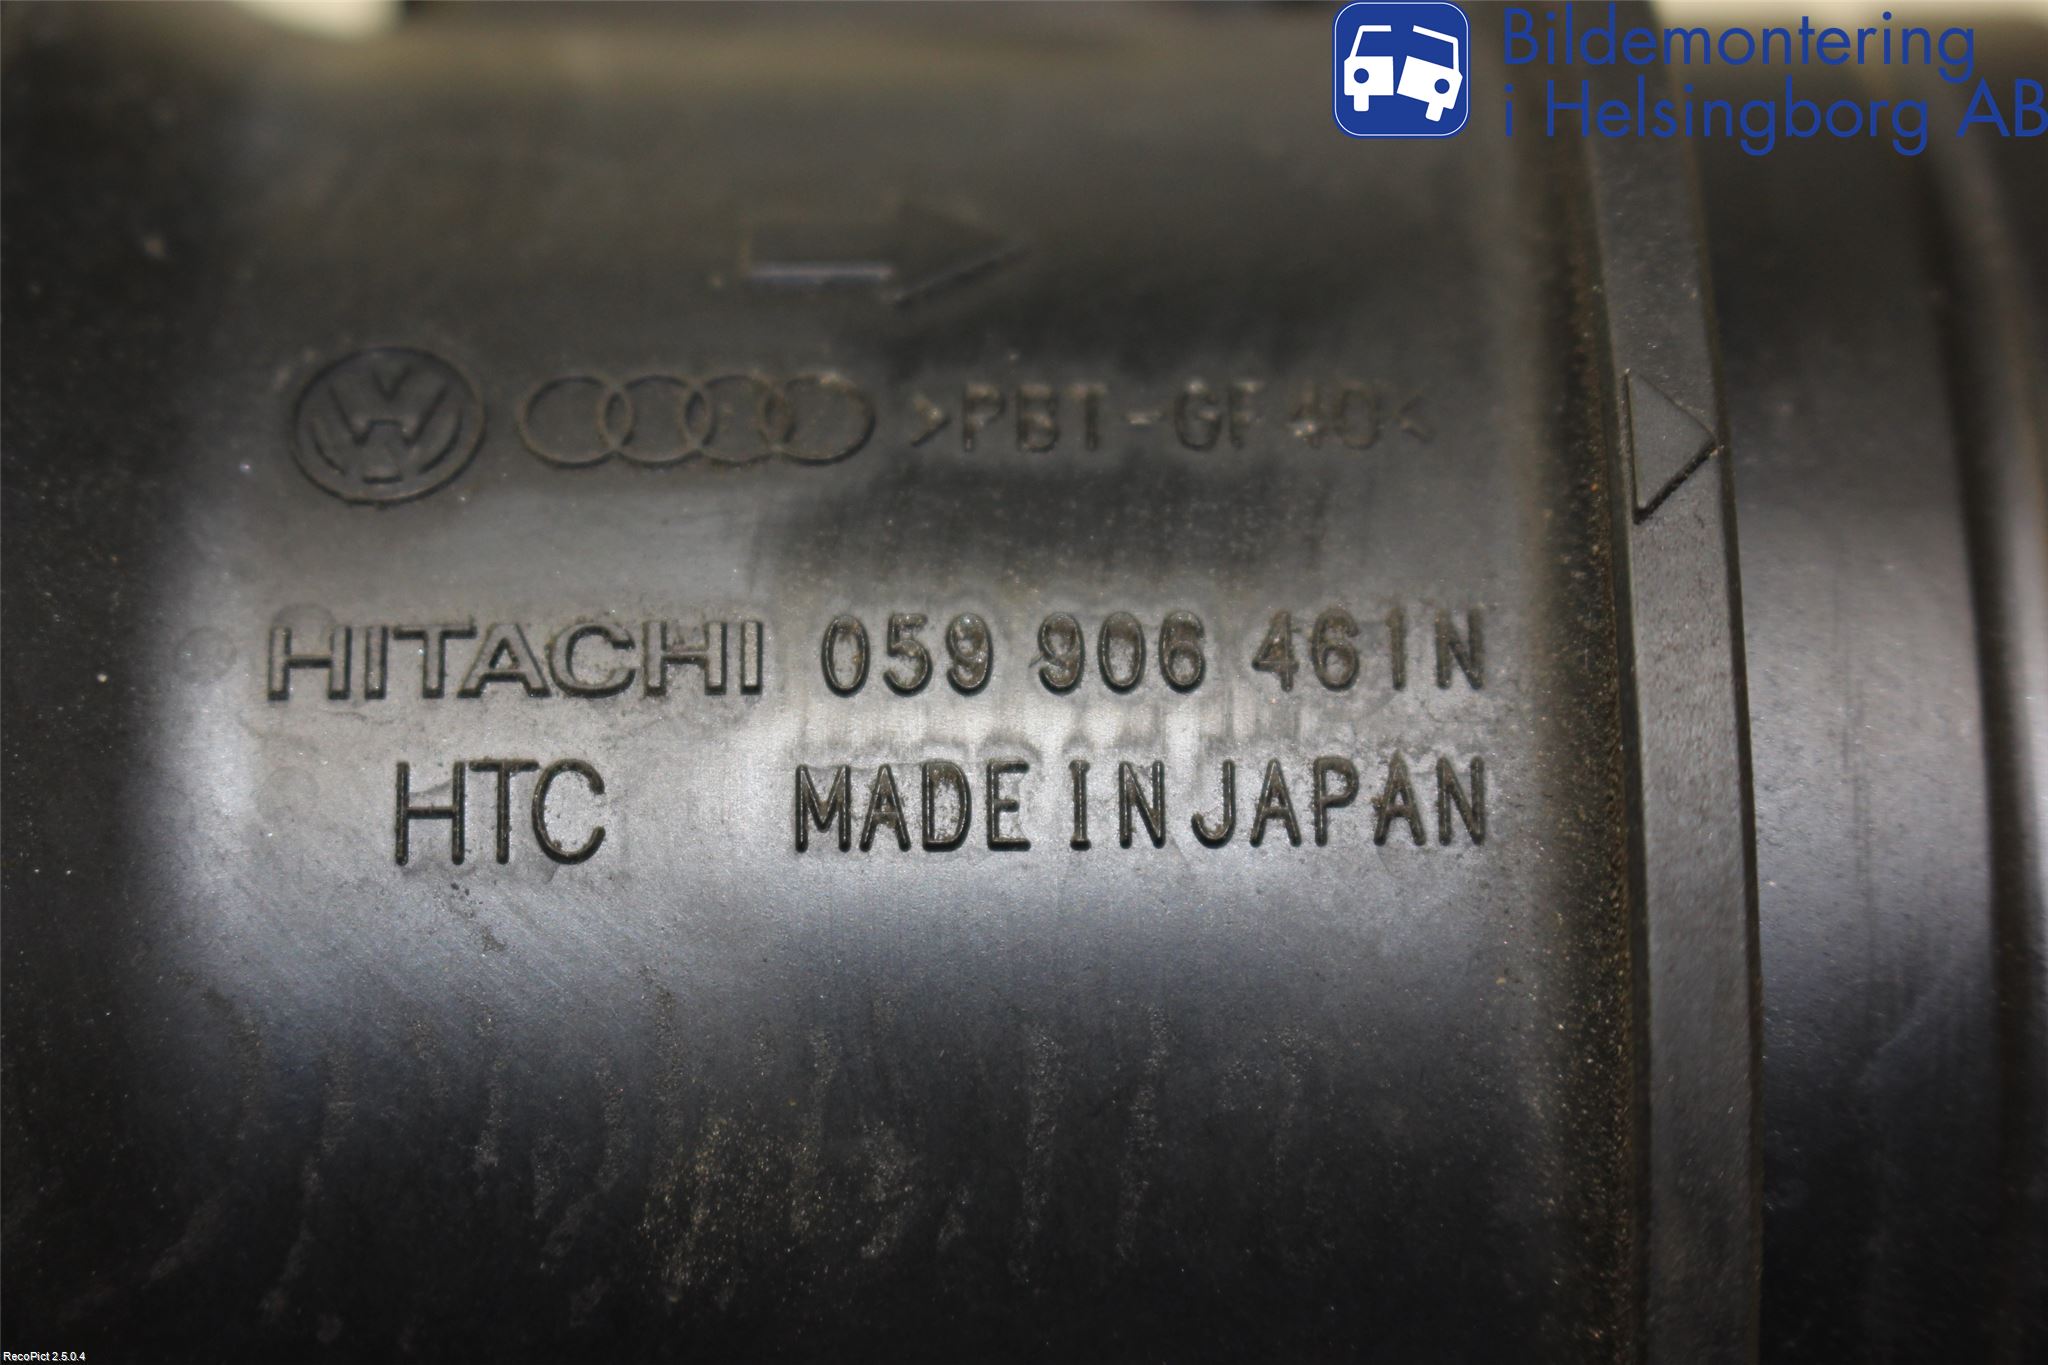 Bildemontering
i Helsingborg AB
>PBT-GF40<
HITACHI 059 906 461N
HTC MADE IN JAPAN
RecoPict 2.5.0.4